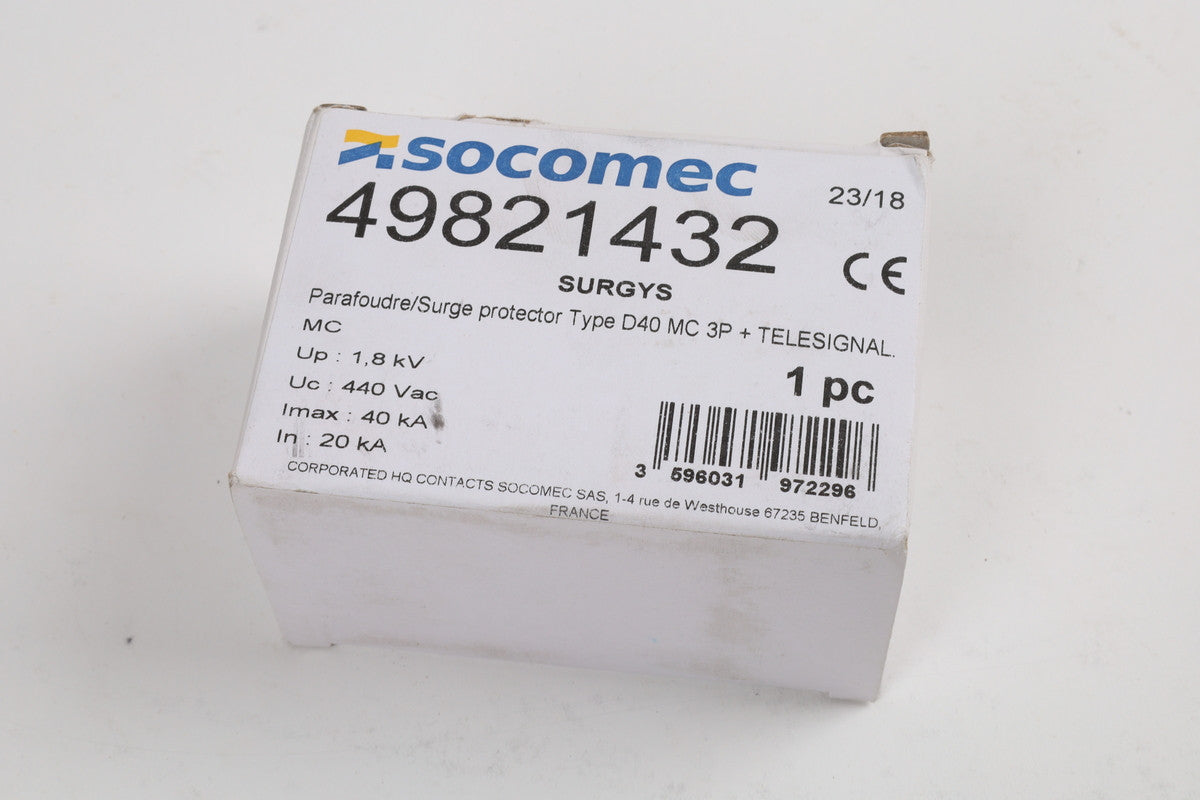 socomec
23/18
49821432
CE
SURGYS
Parafoudre/Surge protector Type D40 MC 3P + TELESIGNAL.
MC
Up : 1,8 kV
1 pc
Uc : 440 Vac
Imax : 40 kA
In : 20 kA
3 596031 972296
CORPORATED HQ CONTACTS SOCOMEC SAS, 1-4 rue de Westhouse 67235 BENFELD,
FRANCE